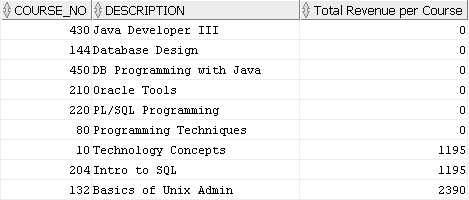 COURSE_NO DESCRIPTION Total Revenue per Course
430 Java Developer III 0
144 Database Design 0
450 DB Programming with Java 0
210 Oracle Tools 0
220 PL/SQL Programming 0
80 Programming Techniques 0
10 Technology Concepts 1195
204 Intro to SQL 1195
132 Basics of Unix Admin 2390